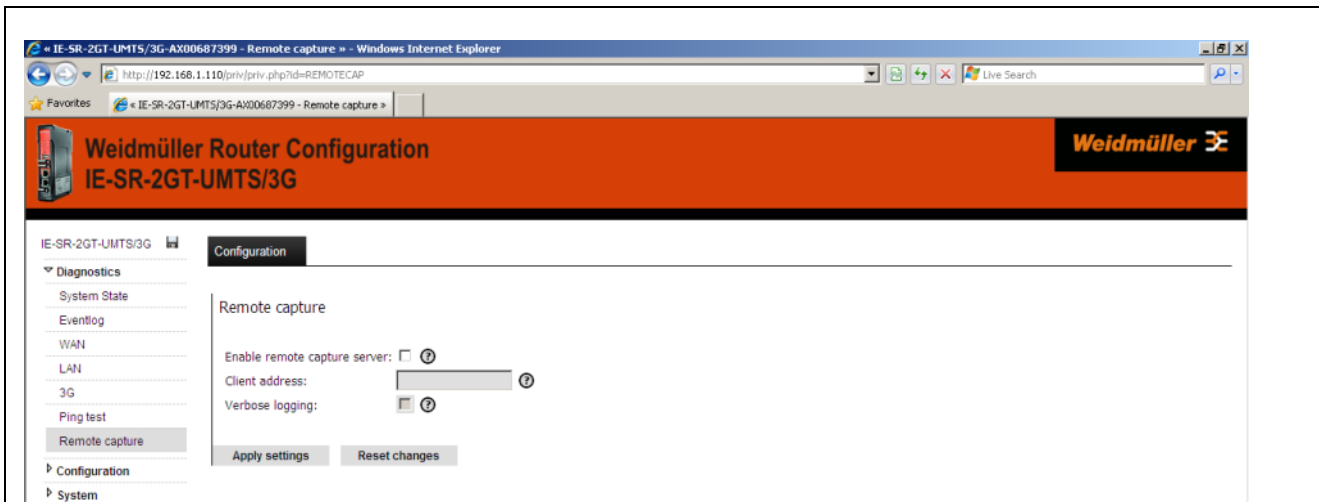 « IE-SR-2GT-UMTS/3G-AX00687399 - Remote capture » - Windows Internet Explorer
http://192.168.1.110/priv/priv.php?id=REMOTECAP
Live Search
Favorites
« IE-SR-2GT-UMTS/3G-AX00687399 - Remote capture »
Weidmüller Router Configuration
IE-SR-2GT-UMTS/3G
Weidmüller
IE-SR-2GT-UMTS/3G
Configuration
Diagnostics
System State
Eventlog
WAN
LAN
3G
Ping test
Remote capture
Configuration
System
Remote capture
Enable remote capture server:
Client address:
Verbose logging:
Apply settings
Reset changes